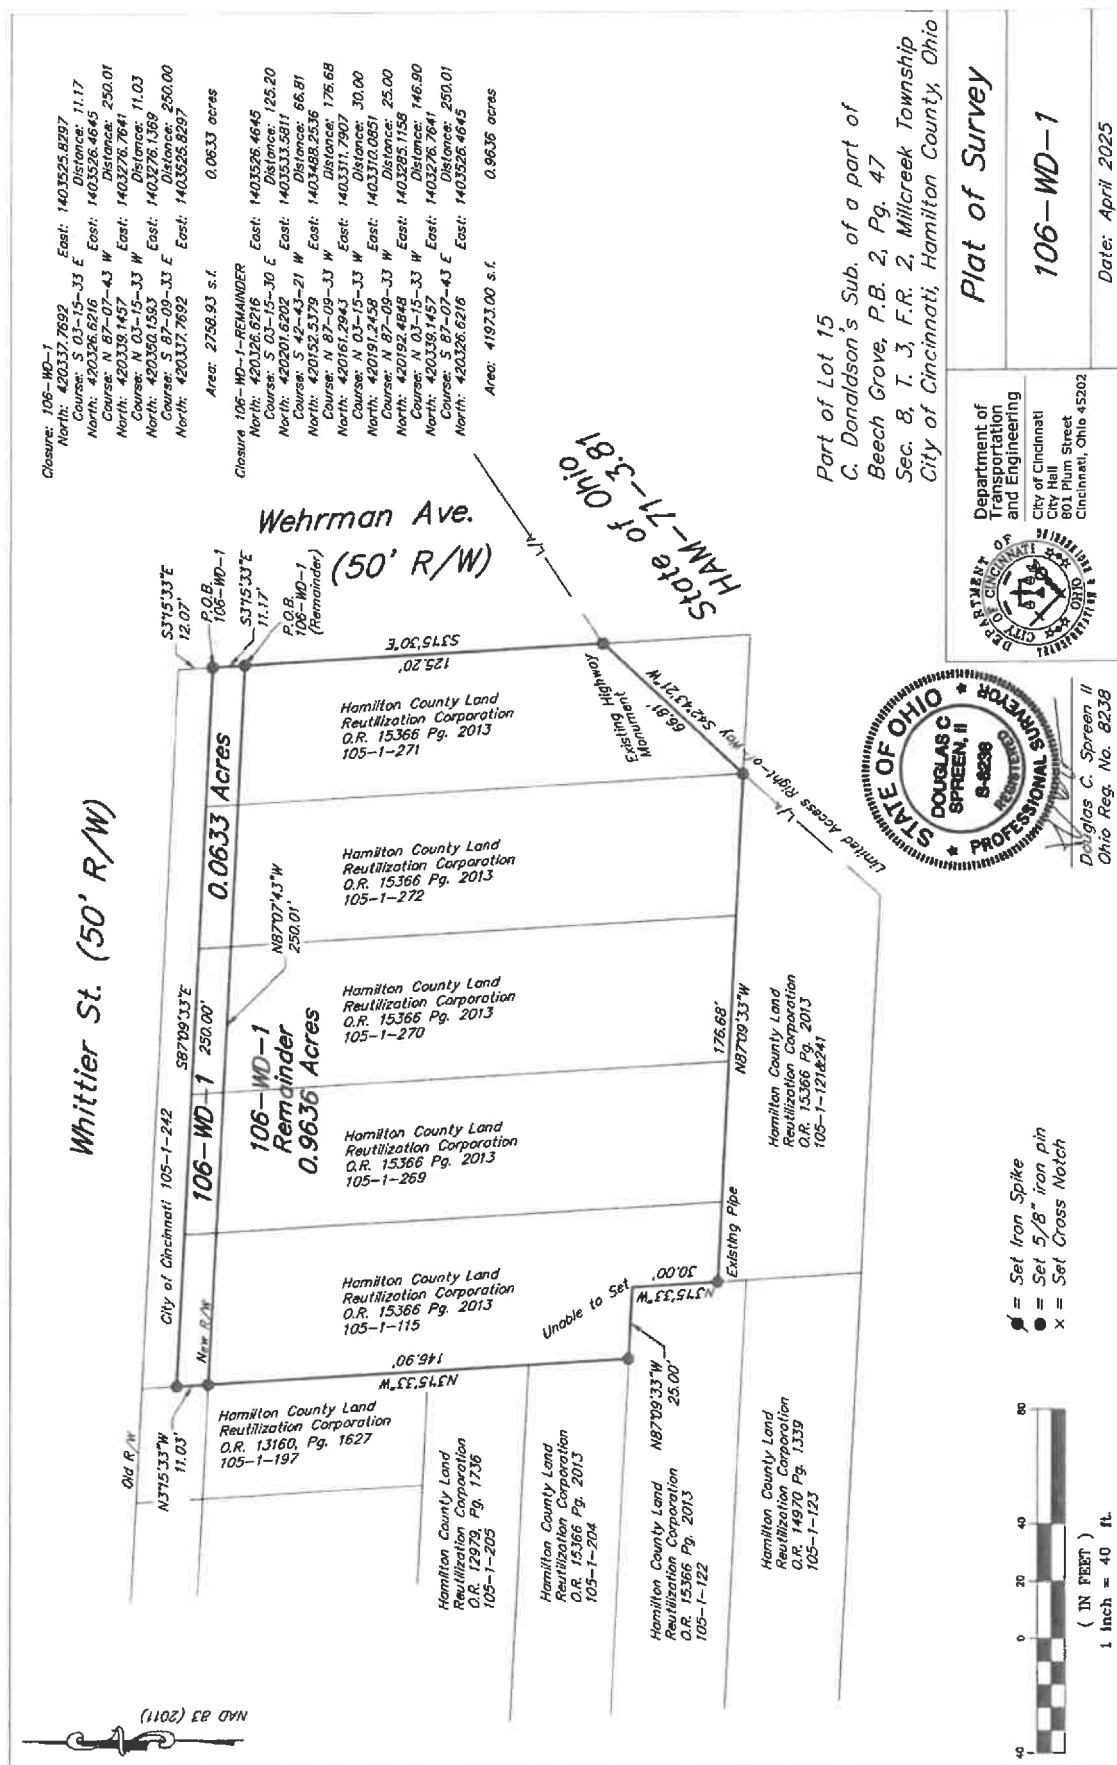 Closure: 106-WD-1
North: 420337.7692 East: 1403525.8297
Course: S 03-15-33 E Distance: 11.17
North: 420326.6216 East: 1403526.4645
Course: N 87-07-43 W Distance: 250.01
North: 420339.1457 East: 1403276.7641
Course: N 03-15-33 W Distance: 11.03
North: 420350.1593 East: 1403276.1369
Course: S 87-09-33 E Distance: 250.00
North: 420337.7692 East: 1403525.8297
Area: 2758.93 s.f. 0.0633 acres
Closure 106-WD-1-REMAINDER
North: 420326.6216 East: 1403526.4645
Course: S 03-15-30 E Distance: 125.20
North: 420201.6202 East: 1403533.5811
Course: S 42-43-21 W Distance: 66.81
North: 420152.5379 East: 1403488.2536
Course: N 87-09-33 W Distance: 176.68
North: 420161.2943 East: 1403311.7907
Course: N 03-15-33 W Distance: 30.00
North: 420191.2458 East: 1403310.0851
Course: N 87-09-33 W Distance: 25.00
North: 420192.4848 East: 1403285.1158
Course: N 03-15-33 W Distance: 146.90
North: 420339.1457 East: 1403276.7641
Course: S 87-07-43 E Distance: 250.01
North: 420326.6216 East: 1403526.4645
Area: 41973.00 s.f. 0.9636 acres
Whittier St. (50' R/W)
Wehrman Ave.
(50' R/W)
State of Ohio
HAM-71-3.81
NAD 83 (2011)
Old R/W
City of Cincinnati 105-1-242
S87°09'33"E
S3°15'33"E
12.07'
P.O.B.
106-WD-1
S3°15'33"E
11.17'
P.O.B.
106-WD-1
(Remainder)
N3°15'33"W
11.03'
New R/W
106-WD-1 250.00' 0.0633 Acres
N87°07'43"W
250.01'
106-WD-1
Remainder
0.9636 Acres
Hamilton County Land
Reutilization Corporation
O.R. 13160, Pg. 1627
105-1-197
N3°15'33"W
146.90'
Hamilton County Land
Reutilization Corporation
O.R. 15366 Pg. 2013
105-1-115
Hamilton County Land
Reutilization Corporation
O.R. 15366 Pg. 2013
105-1-269
Hamilton County Land
Reutilization Corporation
O.R. 15366 Pg. 2013
105-1-270
Hamilton County Land
Reutilization Corporation
O.R. 15366 Pg. 2013
105-1-272
Hamilton County Land
Reutilization Corporation
O.R. 15366 Pg. 2013
105-1-271
125.20'
S3°15'30"E
L/A
Existing Highway
Monument
66.81'
S42°43'21"W
L/A
Limited Access Right-of-Way
Hamilton County Land
Reutilization Corporation
O.R. 12979, Pg. 1736
105-1-205
Hamilton County Land
Reutilization Corporation
O.R. 15366 Pg. 2013
105-1-204
Unable to Set
N87°09'33"W
25.00'
N3°15'33"W
30.00'
Existing Pipe
176.68'
N87°09'33"W
Hamilton County Land
Reutilization Corporation
O.R. 15366 Pg. 2013
105-1-122
Hamilton County Land
Reutilization Corporation
O.R. 14970 Pg. 1339
105-1-123
Hamilton County Land
Reutilization Corporation
O.R. 15366 Pg. 2013
105-1-121&241
= Set Iron Spike
● = Set 5/8" iron pin
x = Set Cross Notch
40 0 20 40 80
( IN FEET )
1 inch = 40 ft.
STATE OF OHIO
DOUGLAS C
SPREEN, II
S-8238
REGISTERED
PROFESSIONAL SURVEYOR
Douglas C. Spreen II
Ohio Reg. No. 8238
Part of Lot 15
C. Donaldson's Sub. of a part of
Beech Grove, P.B. 2, Pg. 47
Sec. 8, T. 3, F.R. 2, Millcreek Township
City of Cincinnati, Hamilton County, Ohio
DEPARTMENT OF
CITY OF CINCINNATI
OHIO
Department of
Transportation
and Engineering
City of Cincinnati
City Hall
801 Plum Street
Cincinnati, Ohio 45202
Plat of Survey
106-WD-1
Date: April 2025